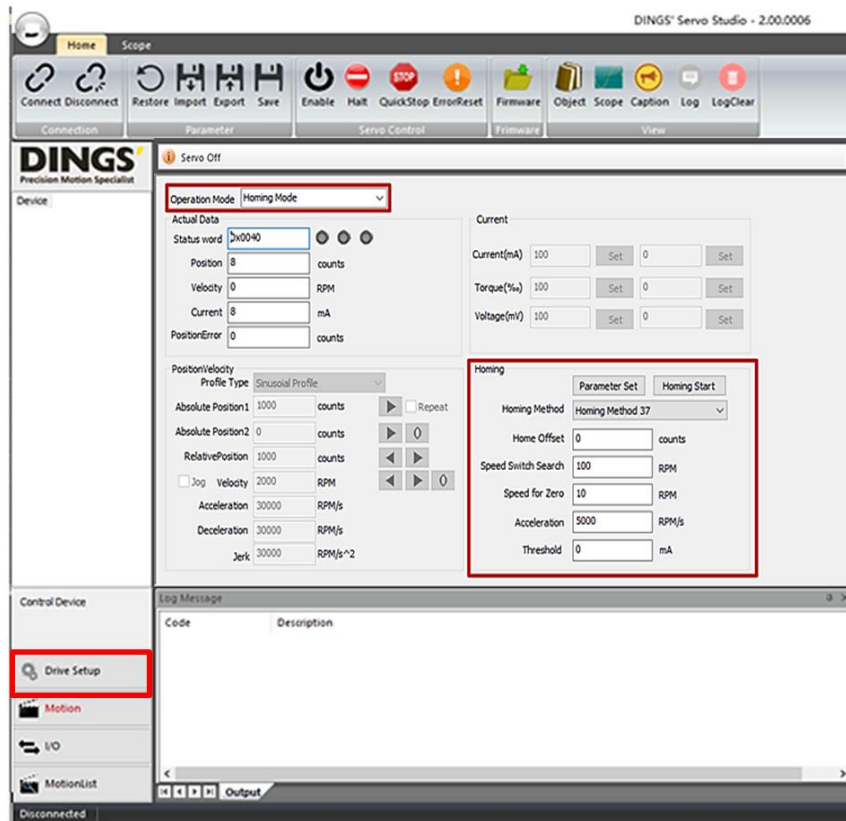 DINGS' Servo Studio - 2.00.0006
Home Scope
Connect Disconnect Restore Import Export Save Enable Halt QuickStop ErrorReset Firmware Object Scope Caption Log LogClear
STOP
Connection Parameter Servo Control Frimware View
DINGS'
Precision Motion Specialist
Servo Off
Device
Operation Mode Homing Mode
Actual Data
Status word 0x0040
Position 8 counts
Velocity 0 RPM
Current 8 mA
PositionError 0 counts
Current
Current(mA) 100 Set 0 Set
Torque(‰) 100 Set 0 Set
Voltage(mV) 100 Set 0 Set
PositionVelocity
Profile Type Sinusoial Profile
Absolute Position1 1000 counts Repeat
Absolute Position2 0 counts 0
RelativePosition 1000 counts
Jog Velocity 2000 RPM 0
Acceleration 30000 RPM/s
Deceleration 30000 RPM/s
Jerk 30000 RPM/s^2
Homing
Parameter Set Homing Start
Homing Method Homing Method 37
Home Offset 0 counts
Speed Switch Search 100 RPM
Speed for Zero 10 RPM
Acceleration 5000 RPM/s
Threshold 0 mA
Control Device
Drive Setup
Motion
I/O
MotionList
Log Message
Code Description
Output
Disconnected